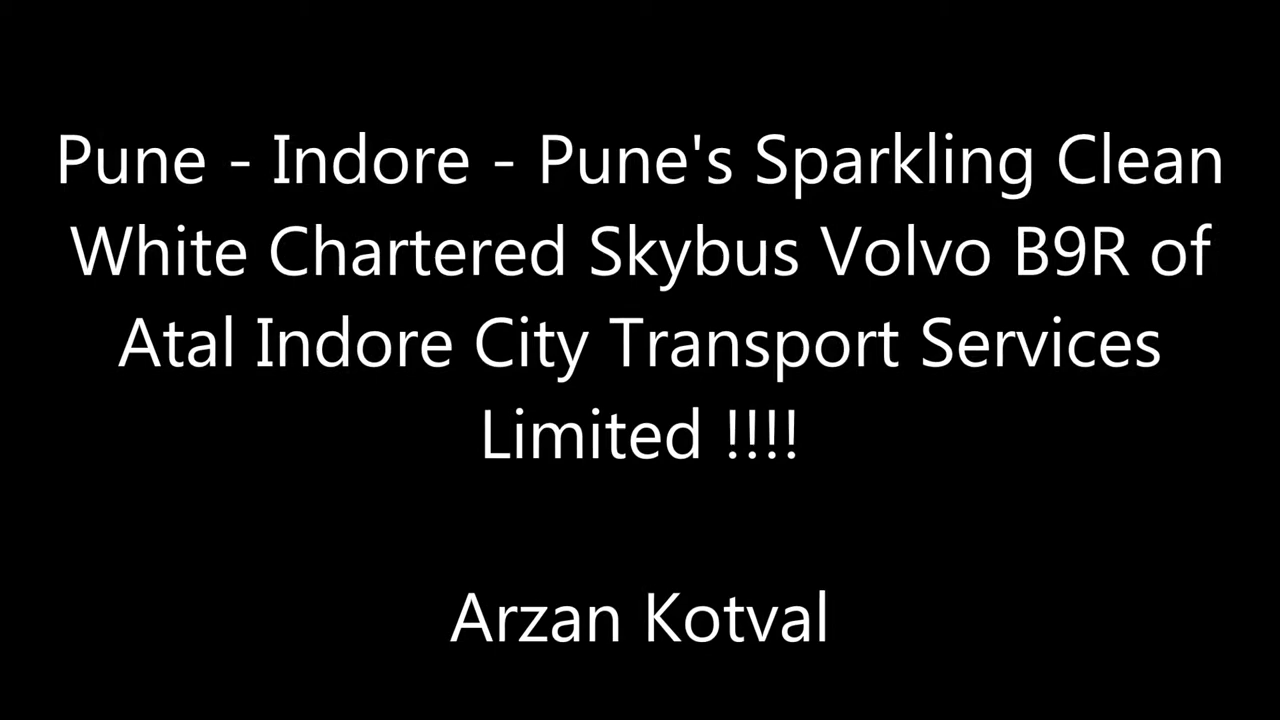 Pune - Indore - Pune's Sparkling Clean
White Chartered Skybus Volvo B9R of
Atal Indore City Transport Services
Limited !!!!
Arzan Kotval